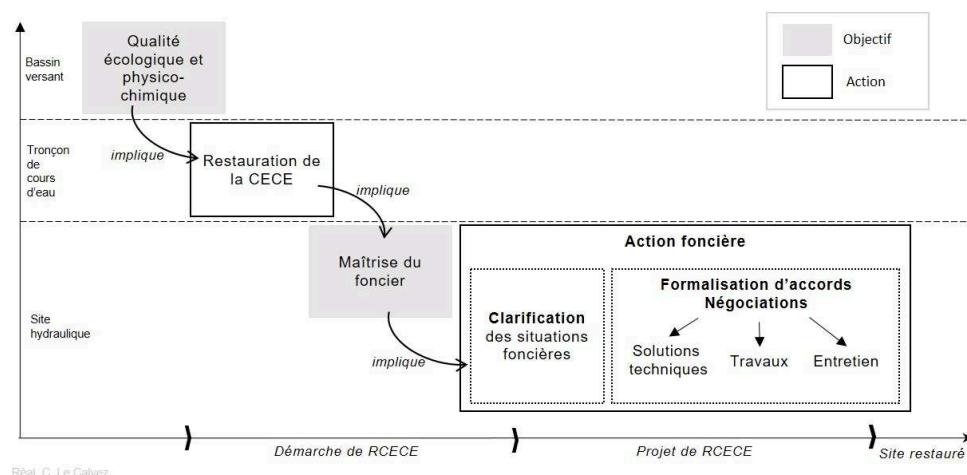 Bassin
versant
Qualité
écologique et
physico-
chimique
Objectif
Action
Tronçon
de
cours
d'eau
implique
Restauration de
la CECE
implique
Site
hydraulique
Maîtrise du
foncier
implique
Action foncière
Clarification
des situations
foncières
Formalisation d'accords
Négociations
Solutions
techniques
Travaux
Entretien
Démarche de RCECE
Projet de RCECE
Site restauré
Réal. C. Le Calvez